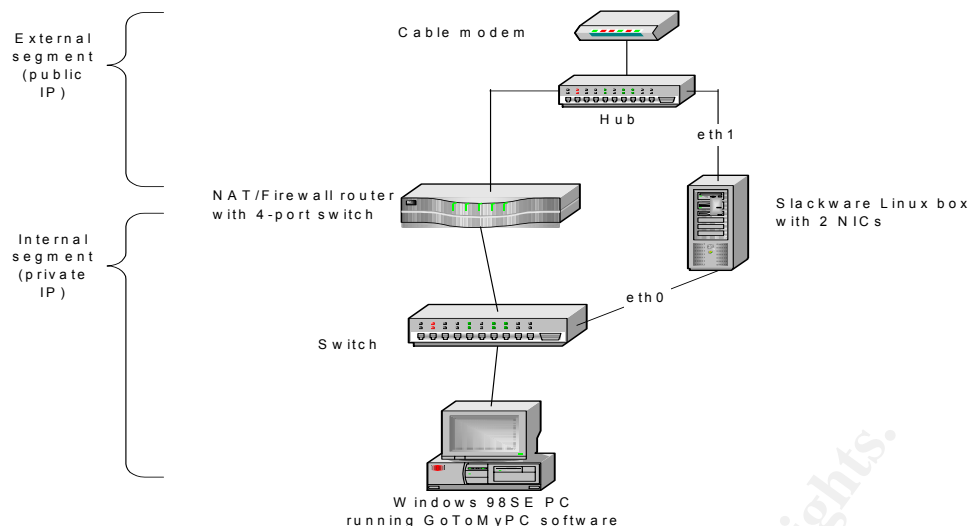 Cable modem
External
segment
(public
IP)
Hub
eth1
NAT/Firewall router
with 4-port switch
Slackware Linux box
with 2 NICs
Internal
segment
(private
IP)
eth0
Switch
Windows 98SE PC
running GoToMyPC software
ights.